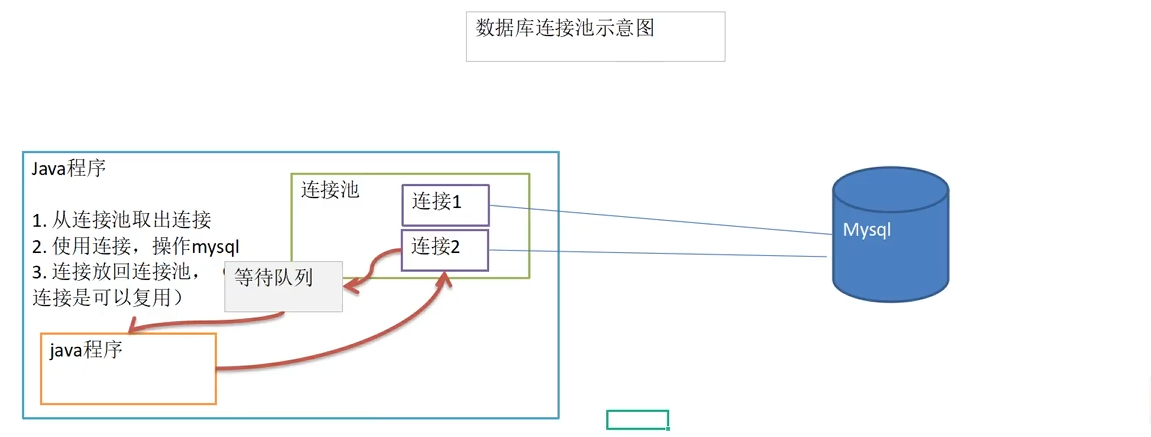 数据库连接池示意图
Java程序
连接池
连接1
1. 从连接池取出连接
2. 使用连接，操作mysql
连接2
Mysql
3. 连接放回连接池，（
等待队列
连接是可以复用）
java程序